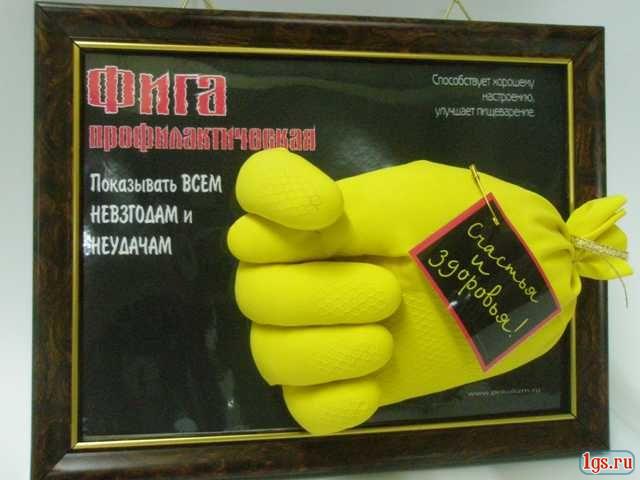 Фига
профилактическая
Способствует хорошему
настроению,
улучшает пищеварение.
Показывать ВСЕМ
НЕВЗГОДАМ и
НЕУДАЧАМ
Счастья
и
здоровья!
1gs.ru